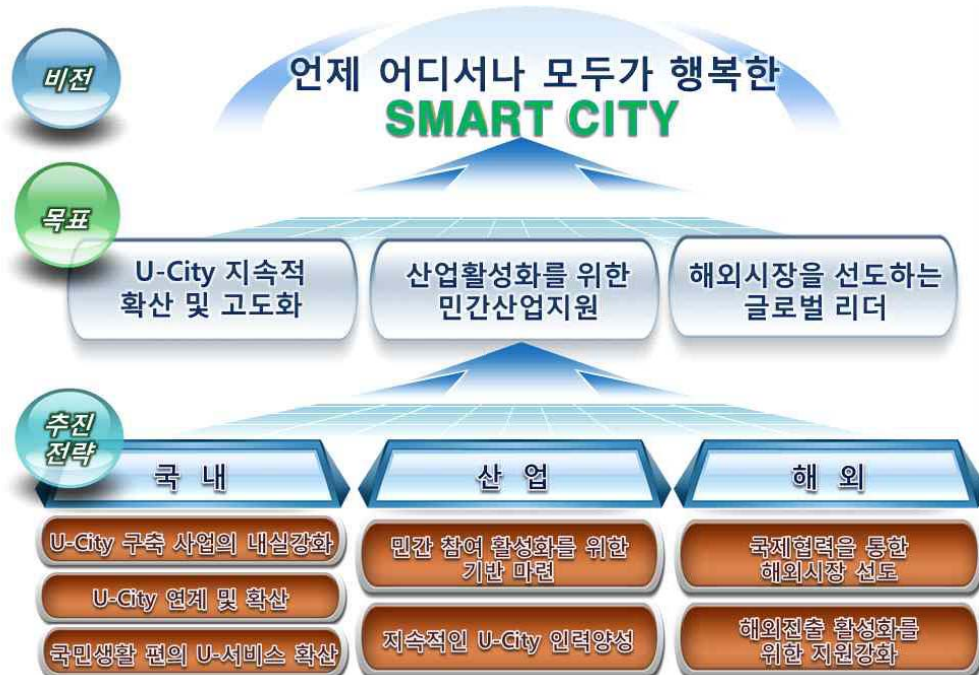 비전
언제 어디서나 모두가 행복한
SMART CITY
목표
U-City 지속적
확산 및 고도화
산업활성화를 위한
민간산업지원
해외시장을 선도하는
글로벌 리더
추진
전략
국 내
U-City 구축 사업의 내실강화
U-City 연계 및 확산
국민생활 편의 U-서비스 확산
산 업
민간 참여 활성화를 위한
기반 마련
지속적인 U-City 인력양성
해 외
국제협력을 통한
해외시장 선도
해외진출 활성화를
위한 지원강화